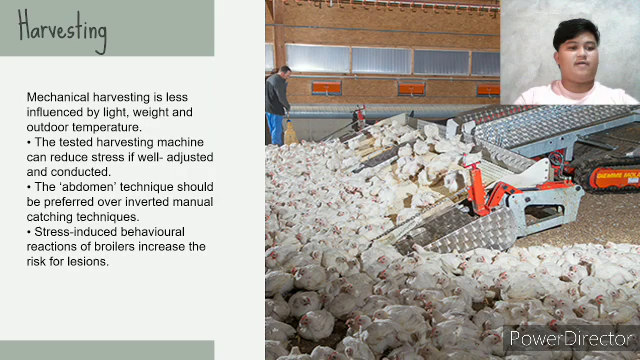 Harvesting
Mechanical harvesting is less
influenced by light, weight and
outdoor temperature.
• The tested harvesting machine
can reduce stress if well- adjusted
and conducted.
• The ‘abdomen’ technique should
be preferred over inverted manual
catching techniques.
• Stress-induced behavioural
reactions of broilers increase the
risk for lesions.
PowerDirector